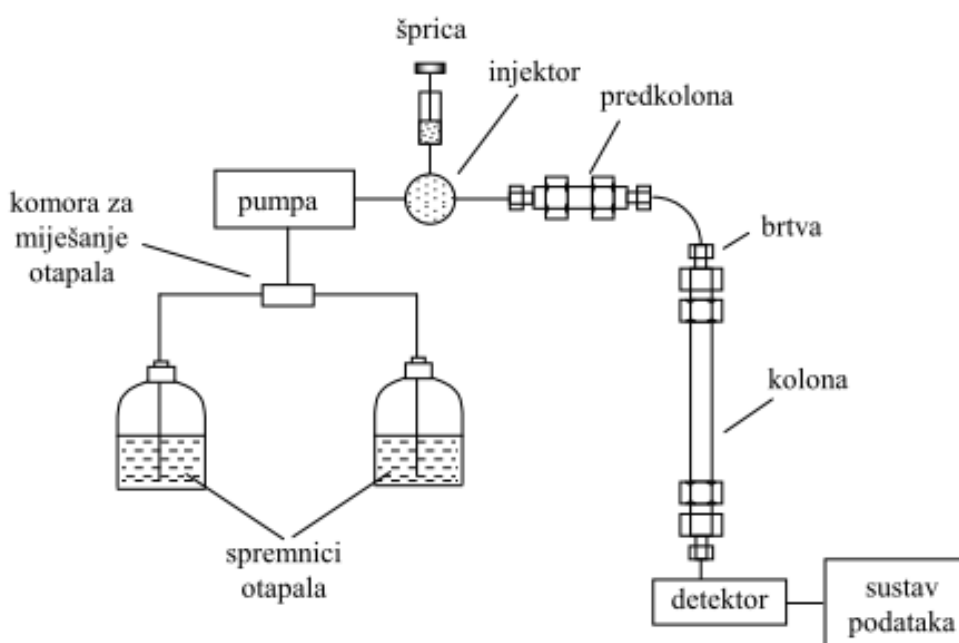 šprica
injektor
predkolona
komora za
miješanje
otapala
pumpa
brtva
kolona
spremnici
otapala
detektor
sustav
podataka